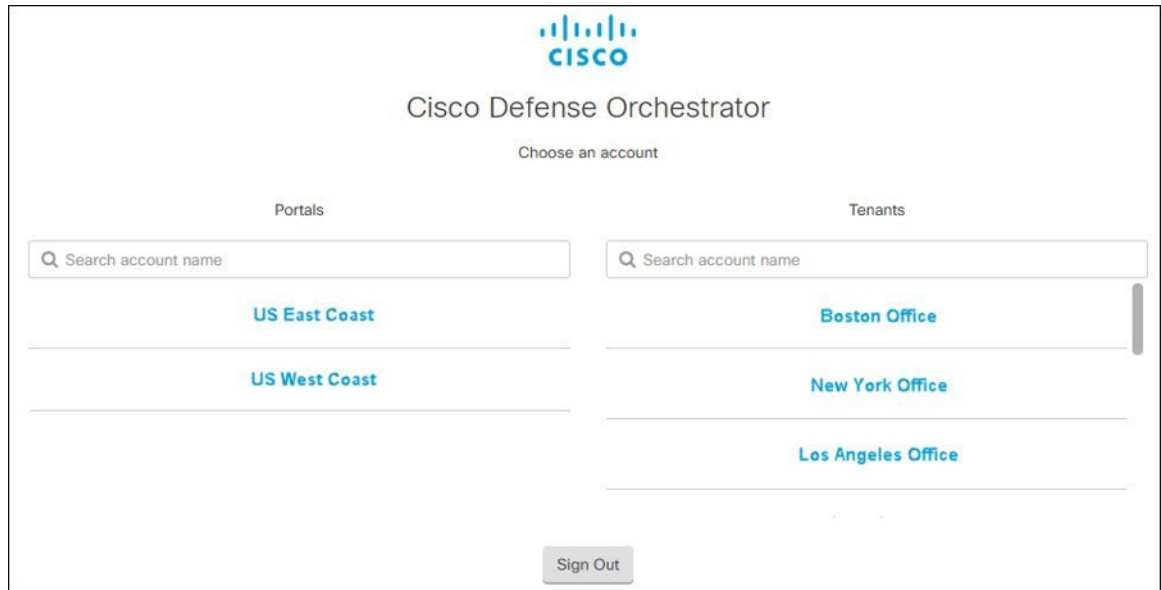 CISCO
Cisco Defense Orchestrator
Choose an account
Portals
Tenants
Search account name
Search account name
US East Coast
Boston Office
US West Coast
New York Office
Los Angeles Office
Sign Out